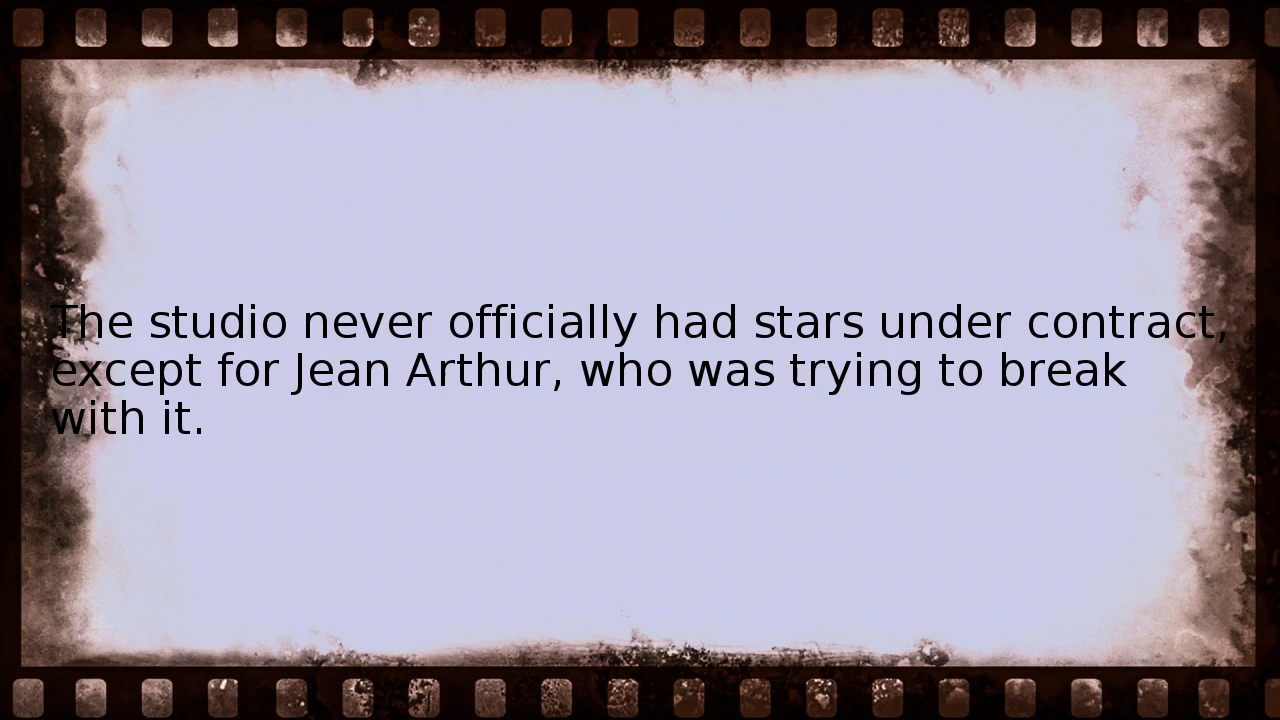 The studio never officially had stars under contract,
except for Jean Arthur, who was trying to break
with it.